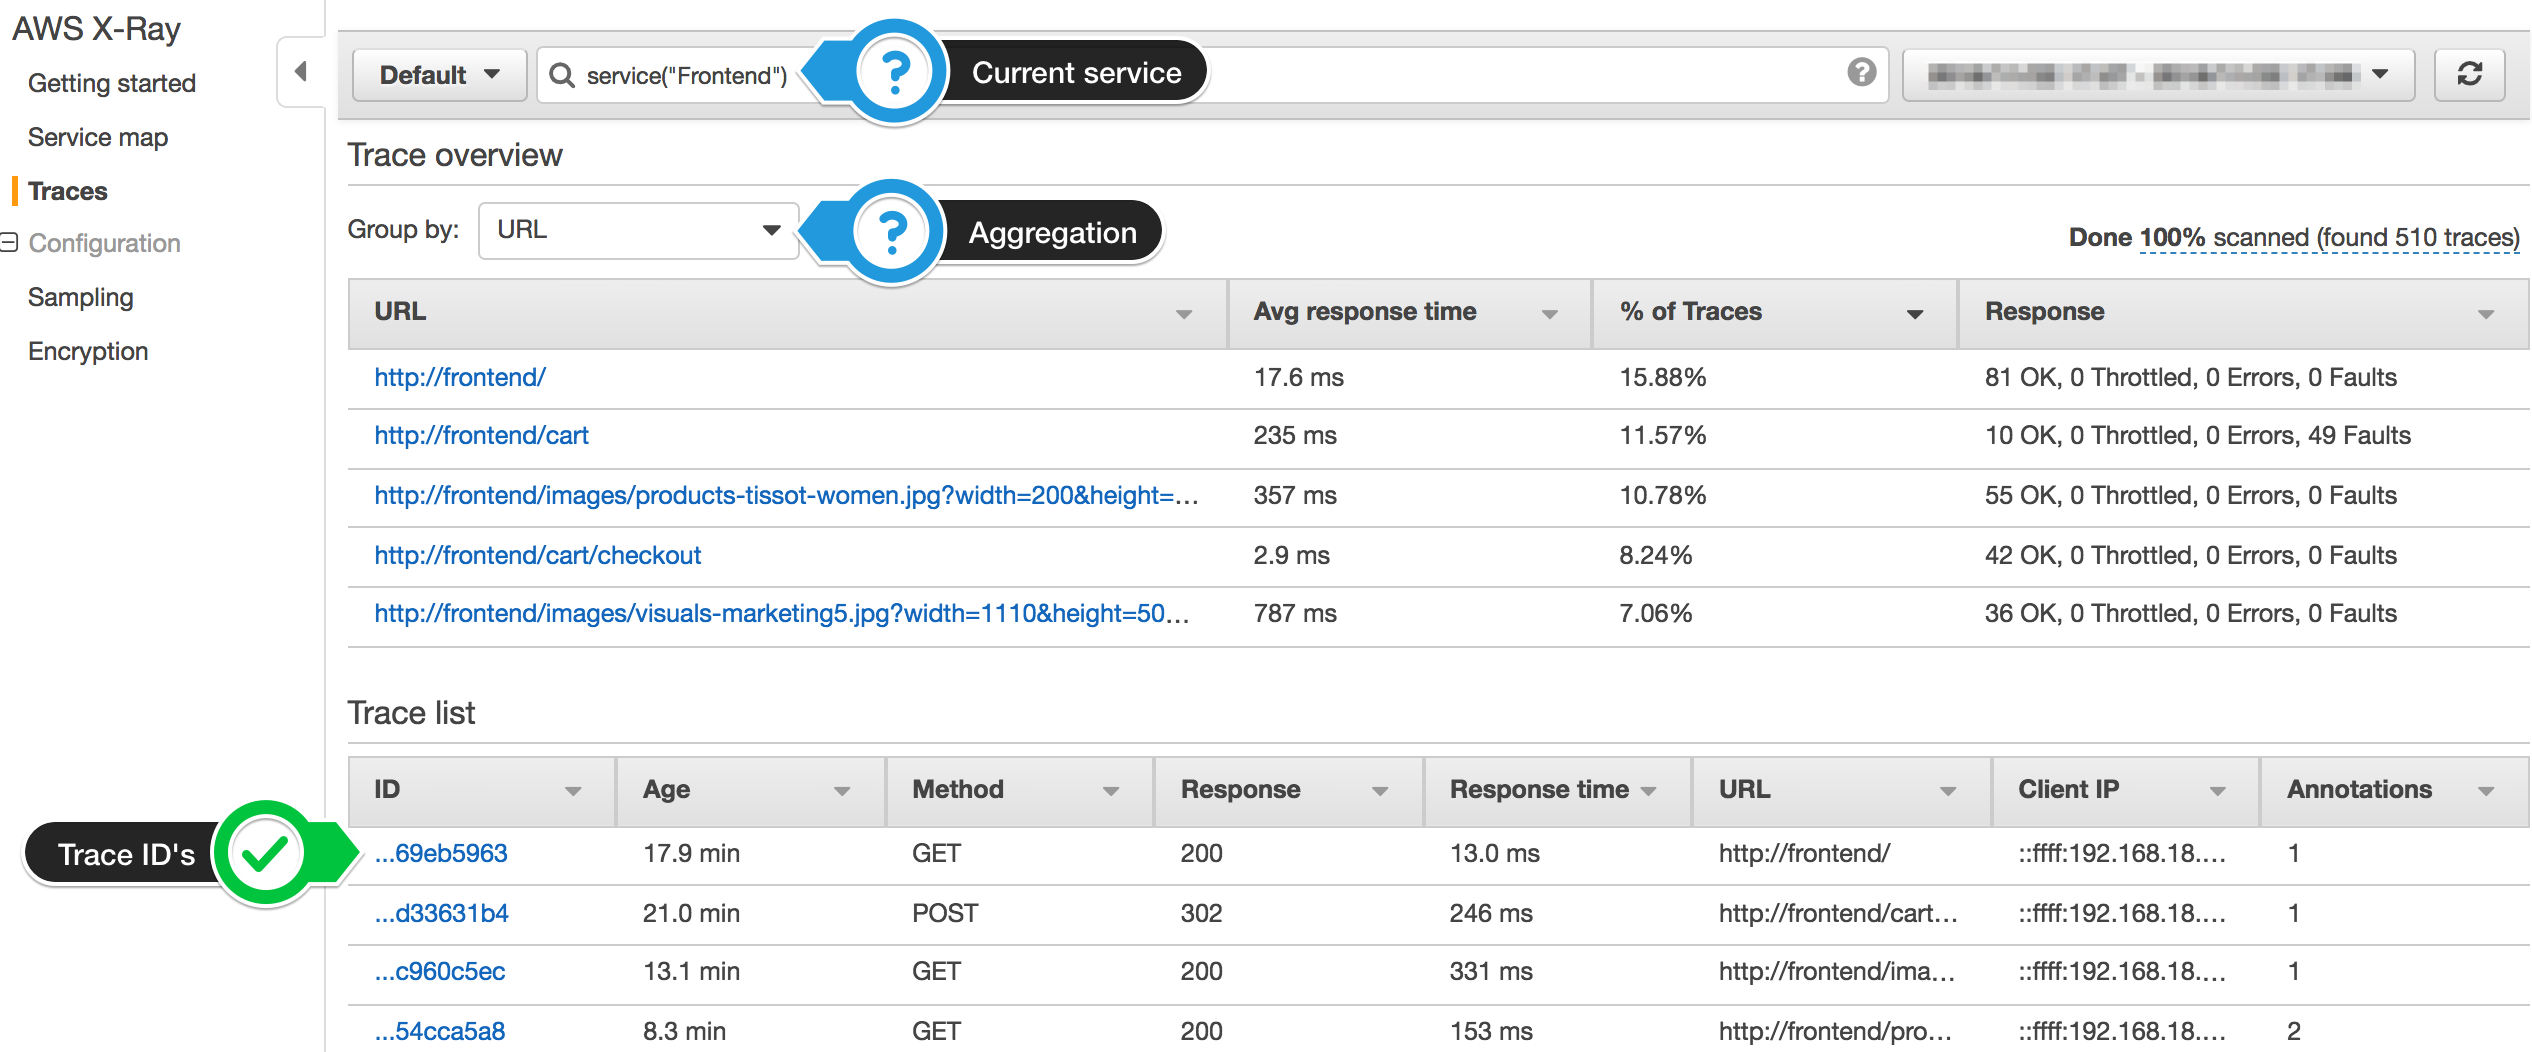 AWS X-Ray
Getting started
Service map
Traces
Configuration
Sampling
Encryption
Default
service("Frontend")
? Current service
?
Trace overview
Group by: URL
? Aggregation
Done 100% scanned (found 510 traces)
URL Avg response time % of Traces Response
http://frontend/ 17.6 ms 15.88% 81 OK, 0 Throttled, 0 Errors, 0 Faults
http://frontend/cart 235 ms 11.57% 10 OK, 0 Throttled, 0 Errors, 49 Faults
http://frontend/images/products-tissot-women.jpg?width=200&height=... 357 ms 10.78% 55 OK, 0 Throttled, 0 Errors, 0 Faults
http://frontend/cart/checkout 2.9 ms 8.24% 42 OK, 0 Throttled, 0 Errors, 0 Faults
http://frontend/images/visuals-marketing5.jpg?width=1110&height=50... 787 ms 7.06% 36 OK, 0 Throttled, 0 Errors, 0 Faults
Trace list
ID Age Method Response Response time URL Client IP Annotations
Trace ID's
...69eb5963 17.9 min GET 200 13.0 ms http://frontend/ ::ffff:192.168.18.... 1
...d33631b4 21.0 min POST 302 246 ms http://frontend/cart... ::ffff:192.168.18.... 1
...c960c5ec 13.1 min GET 200 331 ms http://frontend/ima... ::ffff:192.168.18.... 1
...54cca5a8 8.3 min GET 200 153 ms http://frontend/pro... ::ffff:192.168.18.... 2